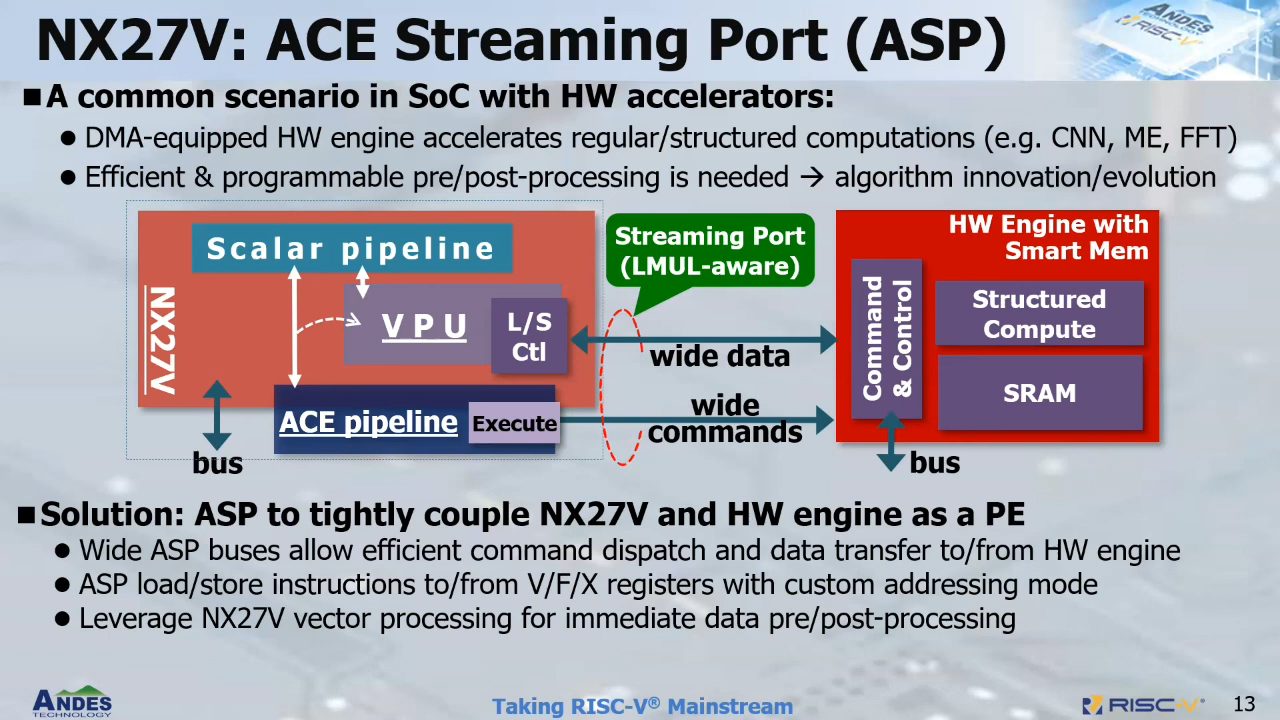 NX27V: ACE Streaming Port (ASP)
ANDES
RISC-V
■A common scenario in SoC with HW accelerators:
● DMA-equipped HW engine accelerates regular/structured computations (e.g. CNN, ME, FFT)
● Efficient & programmable pre/post-processing is needed → algorithm innovation/evolution
Scalar pipeline
NX27V
VPU
L/S
Ctl
ACE pipeline
Execute
bus
Streaming Port
(LMUL-aware)
wide data
wide
commands
HW Engine with
Smart Mem
Command
& Control
Structured
Compute
SRAM
bus
■Solution: ASP to tightly couple NX27V and HW engine as a PE
● Wide ASP buses allow efficient command dispatch and data transfer to/from HW engine
● ASP load/store instructions to/from V/F/X registers with custom addressing mode
● Leverage NX27V vector processing for immediate data pre/post-processing
ANDES
TECHNOLOGY
Taking RISC-V® Mainstream
RISC-V®
13